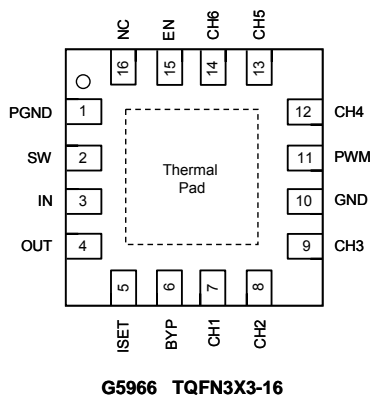 NC EN CH6 CH5
16 15 14 13
PGND 1 12 CH4
SW 2 Thermal Pad 11 PWM
IN 3 10 GND
OUT 4 9 CH3
5 6 7 8
ISET BYP CH1 CH2
G5966 TQFN3X3-16